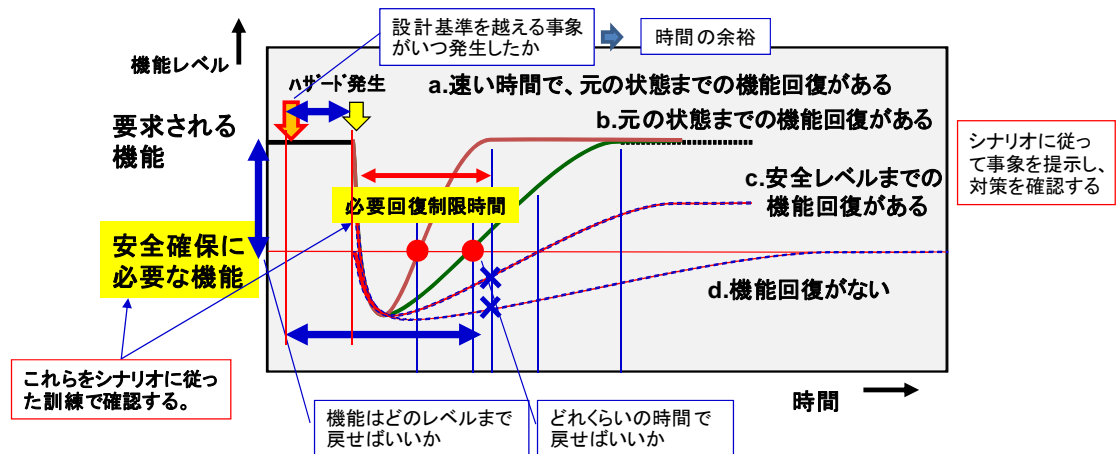 設計基準を越える事象
がいつ発生したか
時間の余裕
機能レベル
ハザード発生
a.速い時間で、元の状態までの機能回復がある
要求される
機能
b.元の状態までの機能回復がある
シナリオに従っ
て事象を提示し、
対策を確認する
c.安全レベルまでの
機能回復がある
必要回復制限時間
安全確保に
必要な機能
d.機能回復がない
これらをシナリオに従っ
た訓練で確認する。
時間
機能はどのレベルまで
戻せばいいか
どれくらいの時間で
戻せばいいか